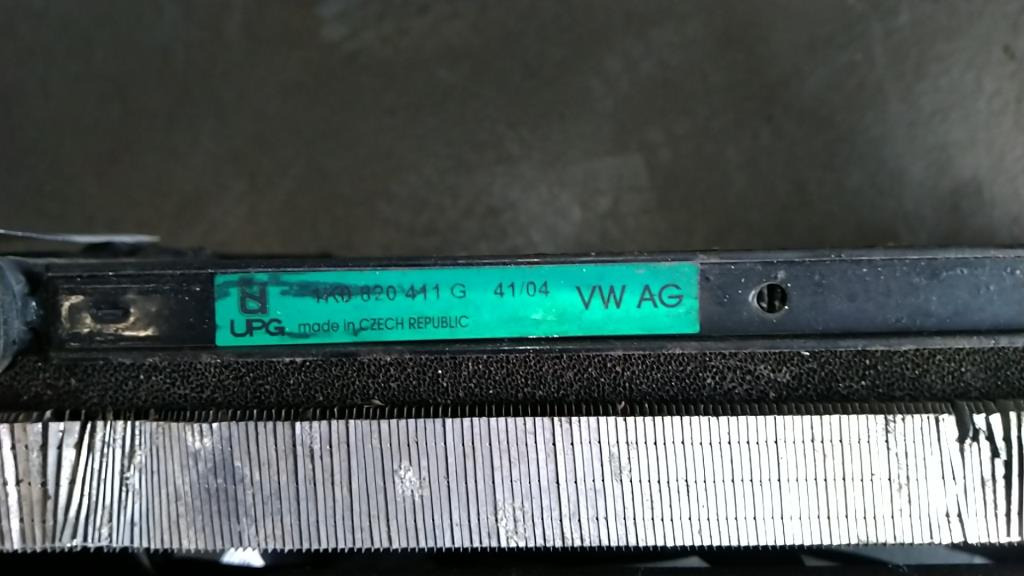 1K0 820 411 G 41/04 VW AG
UPG made in CZECH REPUBLIC